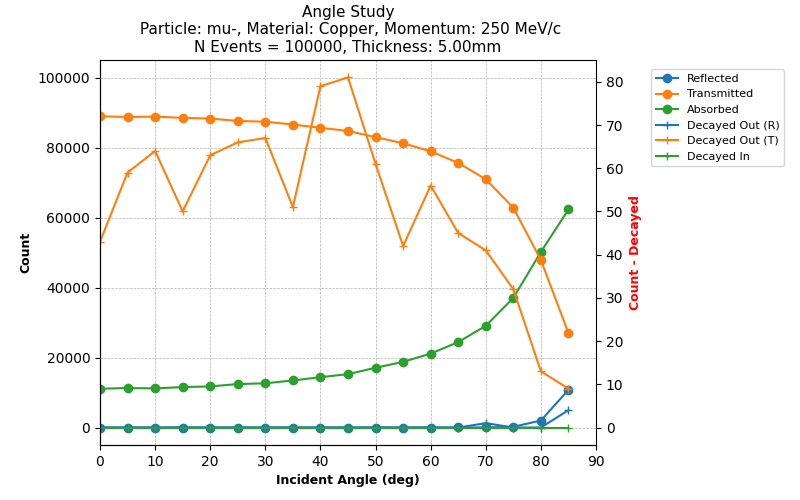 Angle Study
Particle: mu-, Material: Copper, Momentum: 250 MeV/c
N Events = 100000, Thickness: 5.00mm
100000
80000
60000
40000
20000
0
Count
80
70
60
50
40
30
20
10
0
Count - Decayed
0 10 20 30 40 50 60 70 80 90
Incident Angle (deg)
Reflected
Transmitted
Absorbed
Decayed Out (R)
Decayed Out (T)
Decayed In